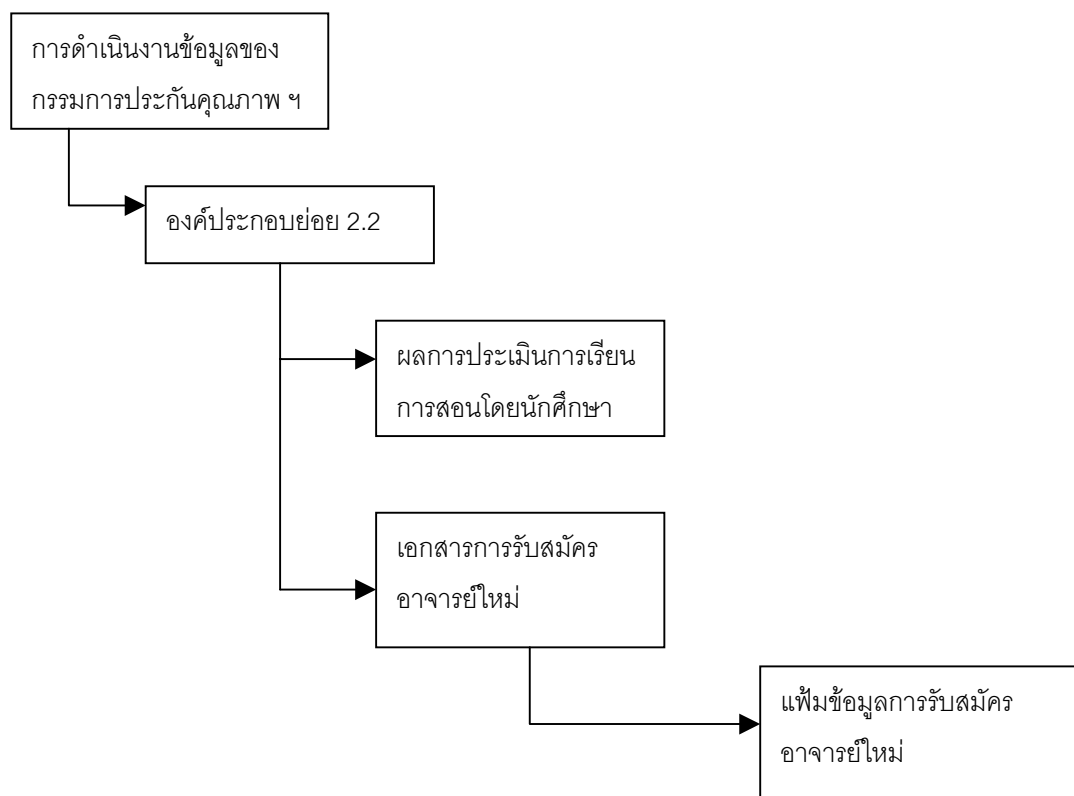 การดำเนินงานข้อมูลของ
กรรมการประกันคุณภาพ ฯ
องค์ประกอบย่อย 2.2
ผลการประเมินการเรียน
การสอนโดยนักศึกษา
เอกสารการรับสมัคร
อาจารย์ใหม่
แฟ้มข้อมูลการรับสมัคร
อาจารย์ใหม่